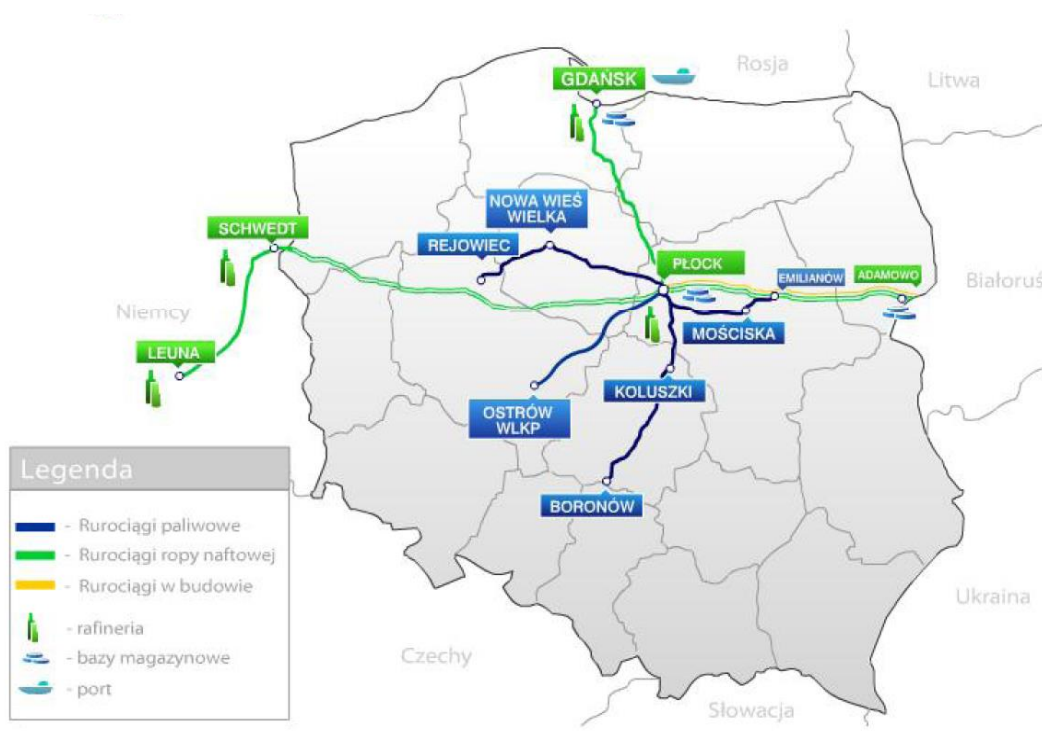 Rosja
GDAŃSK
Litwa
NOWA WIEŚ
WIELKA
SCHWEDT
REJOWIEC
PŁOCK
EMILIANÓW
ADAMOWO
Białoruś
Niemcy
MOŚCISKA
LEUNA
KOLUSZKI
OSTRÓW
WLKP
Legenda
BORONÓW
- Rurociągi paliwowe
- Rurociągi ropy naftowej
- Rurociągi w budowie
- rafineria
- bazy magazynowe
- port
Ukraina
Czechy
Słowacja